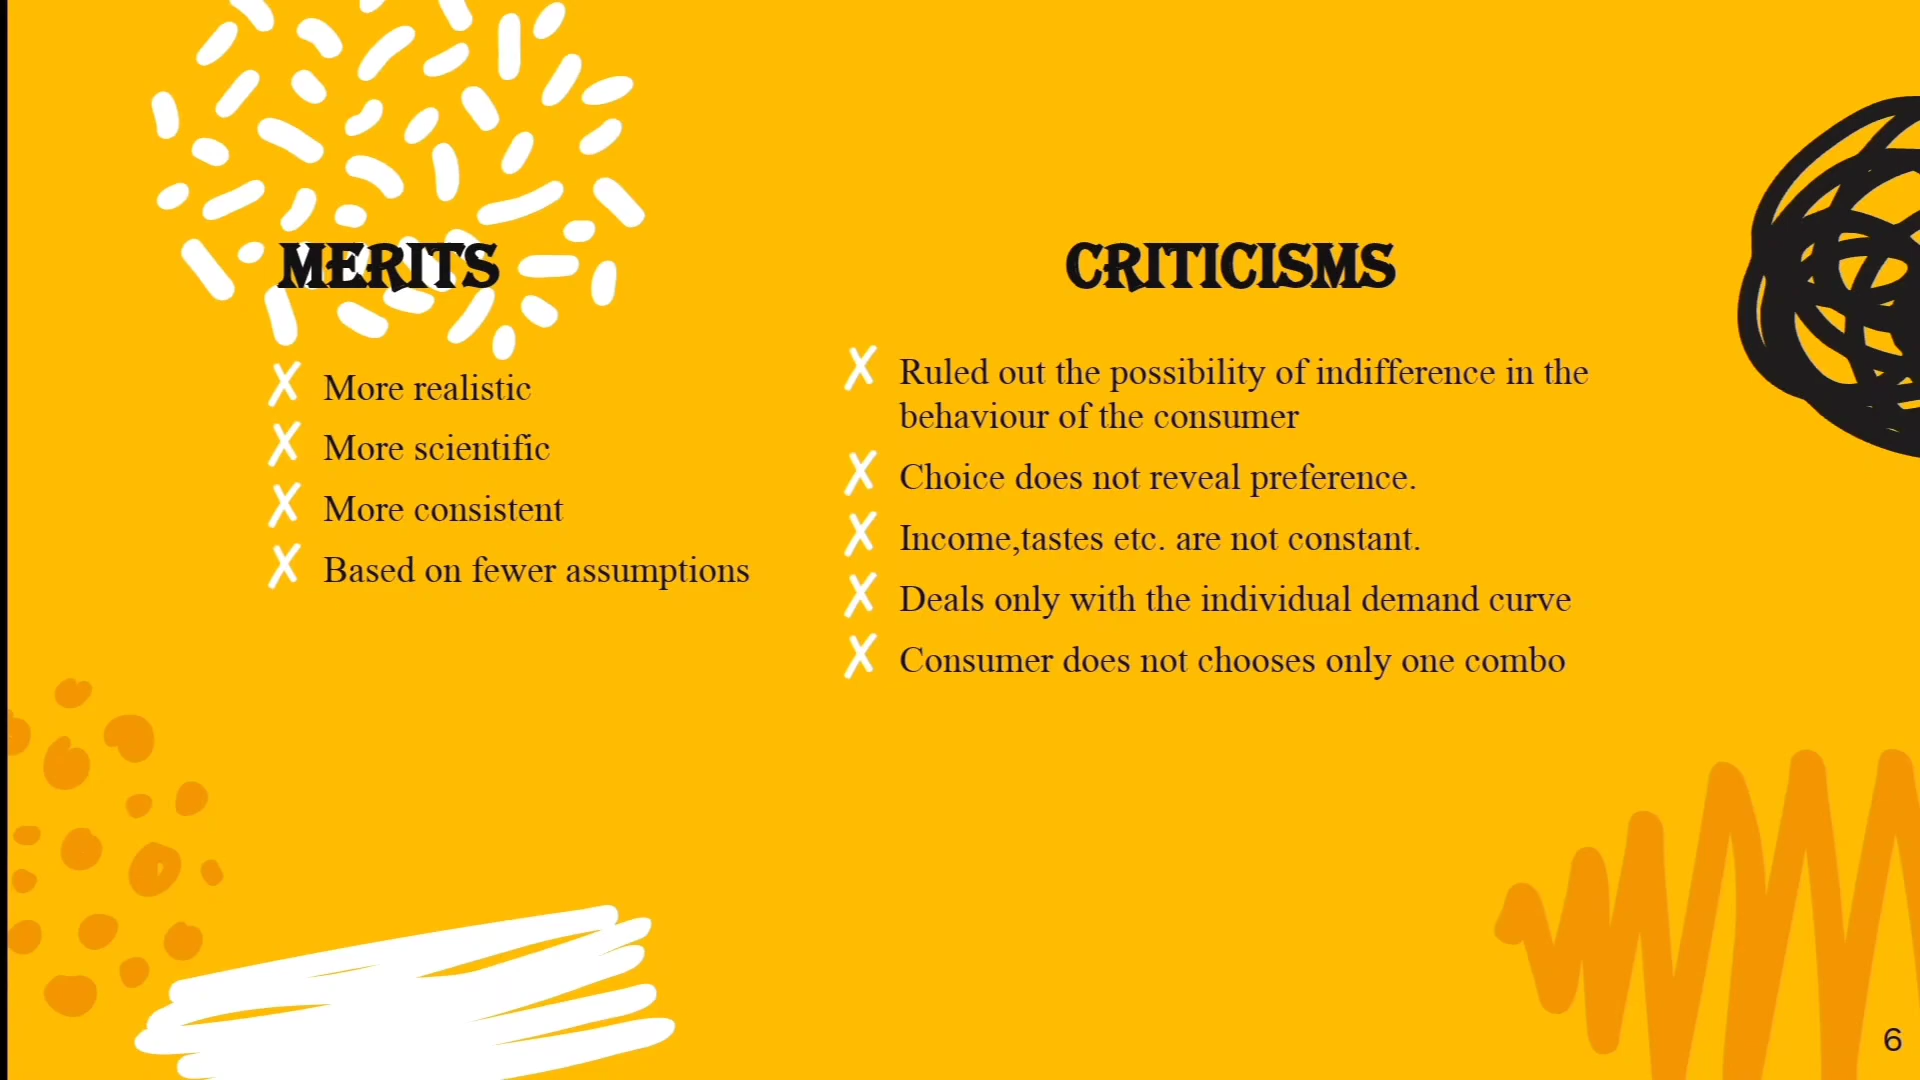 MERITS
More realistic
More scientific
More consistent
Based on fewer assumptions
CRITICISMS
Ruled out the possibility of indifference in the
behaviour of the consumer
Choice does not reveal preference.
Income,tastes etc. are not constant.
Deals only with the individual demand curve
Consumer does not chooses only one combo
6